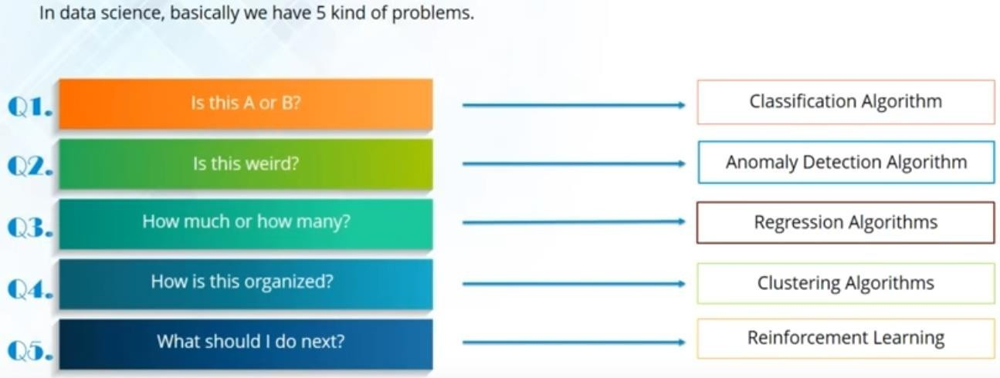 In data science, basically we have 5 kind of problems.
Q1. Is this A or B? Classification Algorithm
Q2. Is this weird? Anomaly Detection Algorithm
Q3. How much or how many? Regression Algorithms
Q4. How is this organized? Clustering Algorithms
Q5. What should I do next? Reinforcement Learning